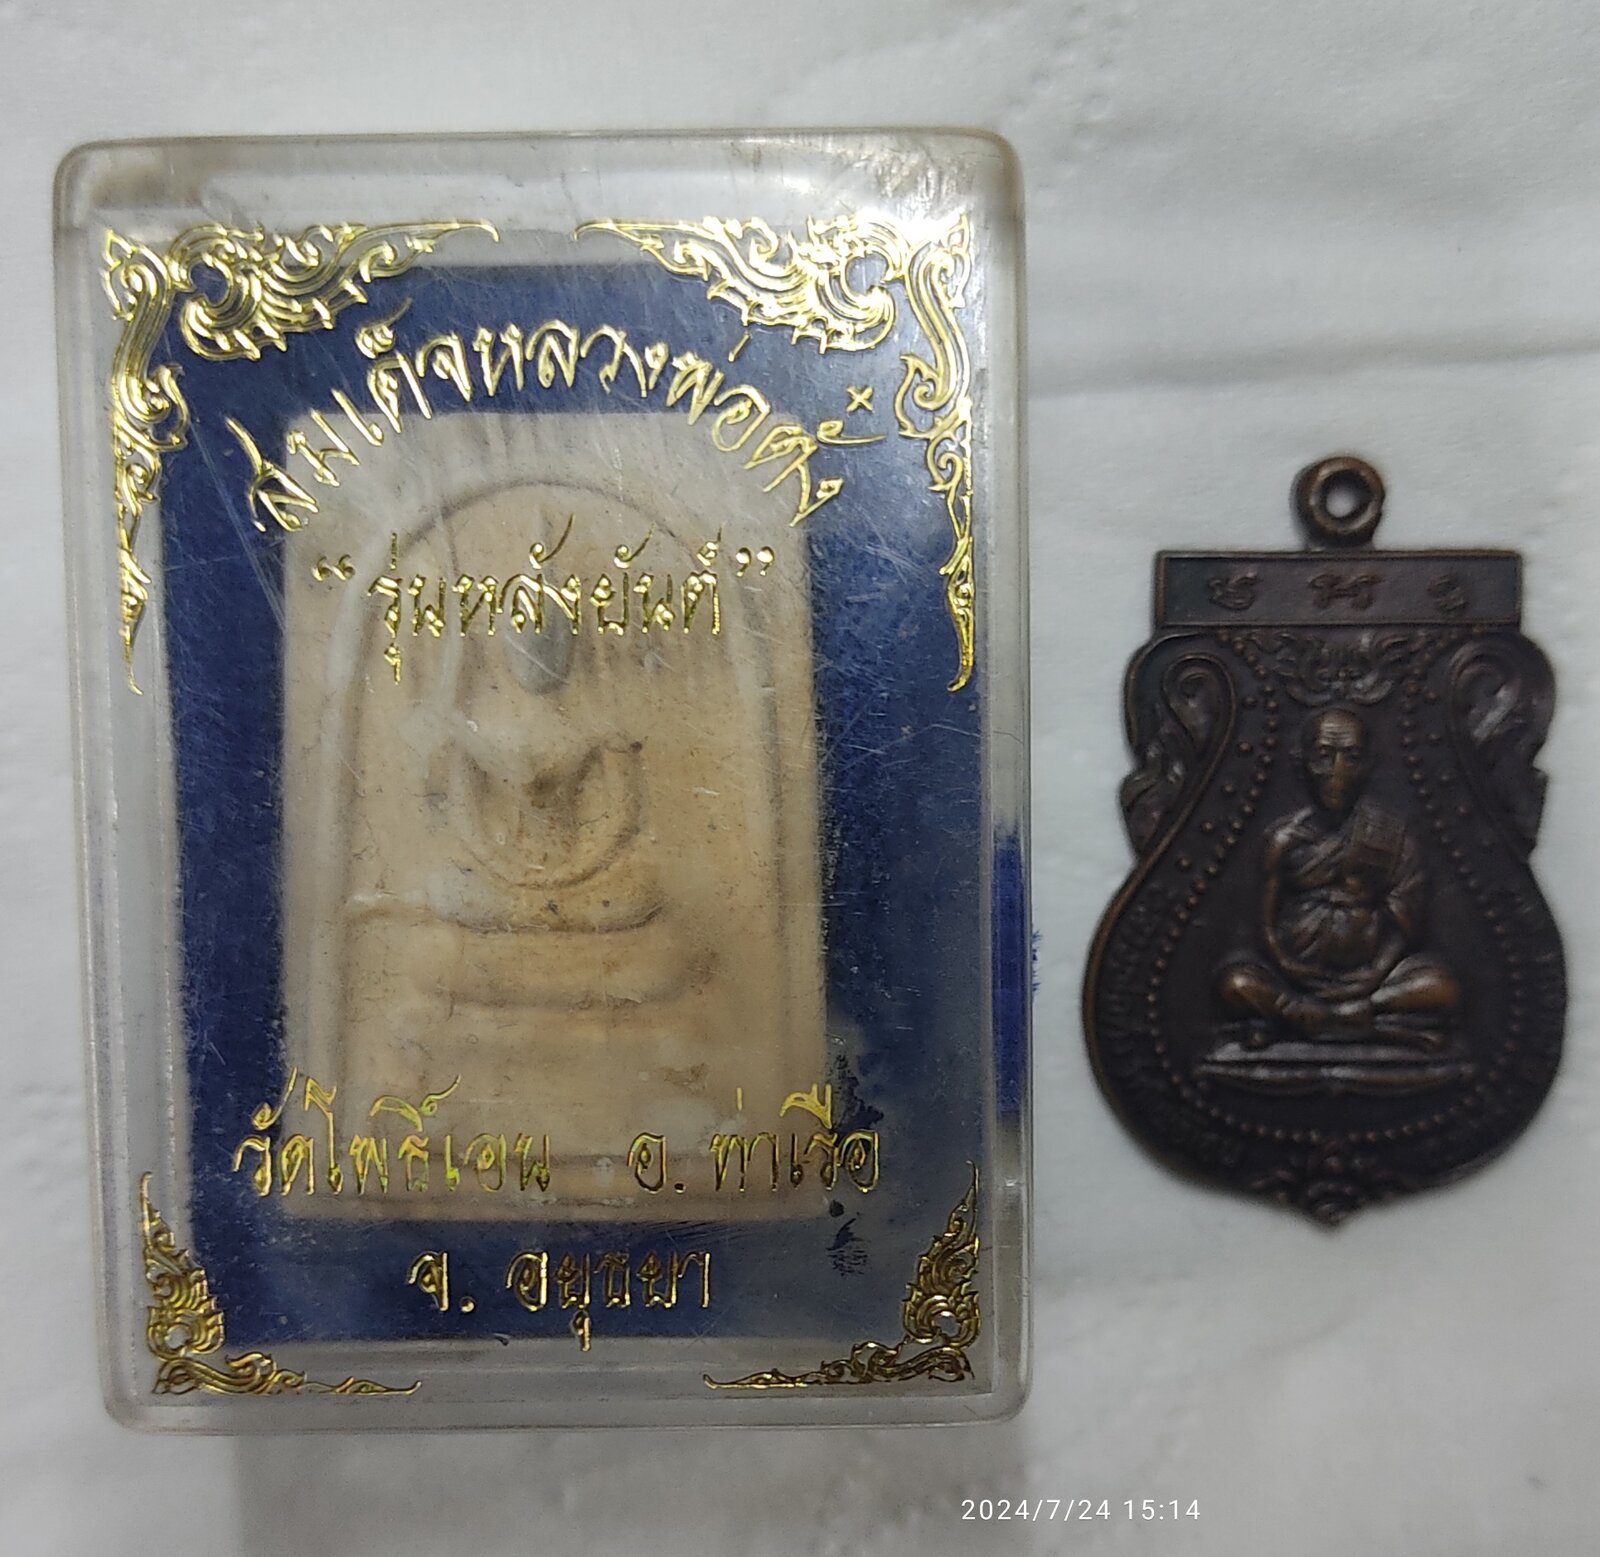 สมเด็จหลวงพ่อตั๋ง
“รุ่นหลังยันต์”
วัดโพธิ์เอน อ. ท่าเรือ
จ. อยุธยา
2024/7/24 15:14